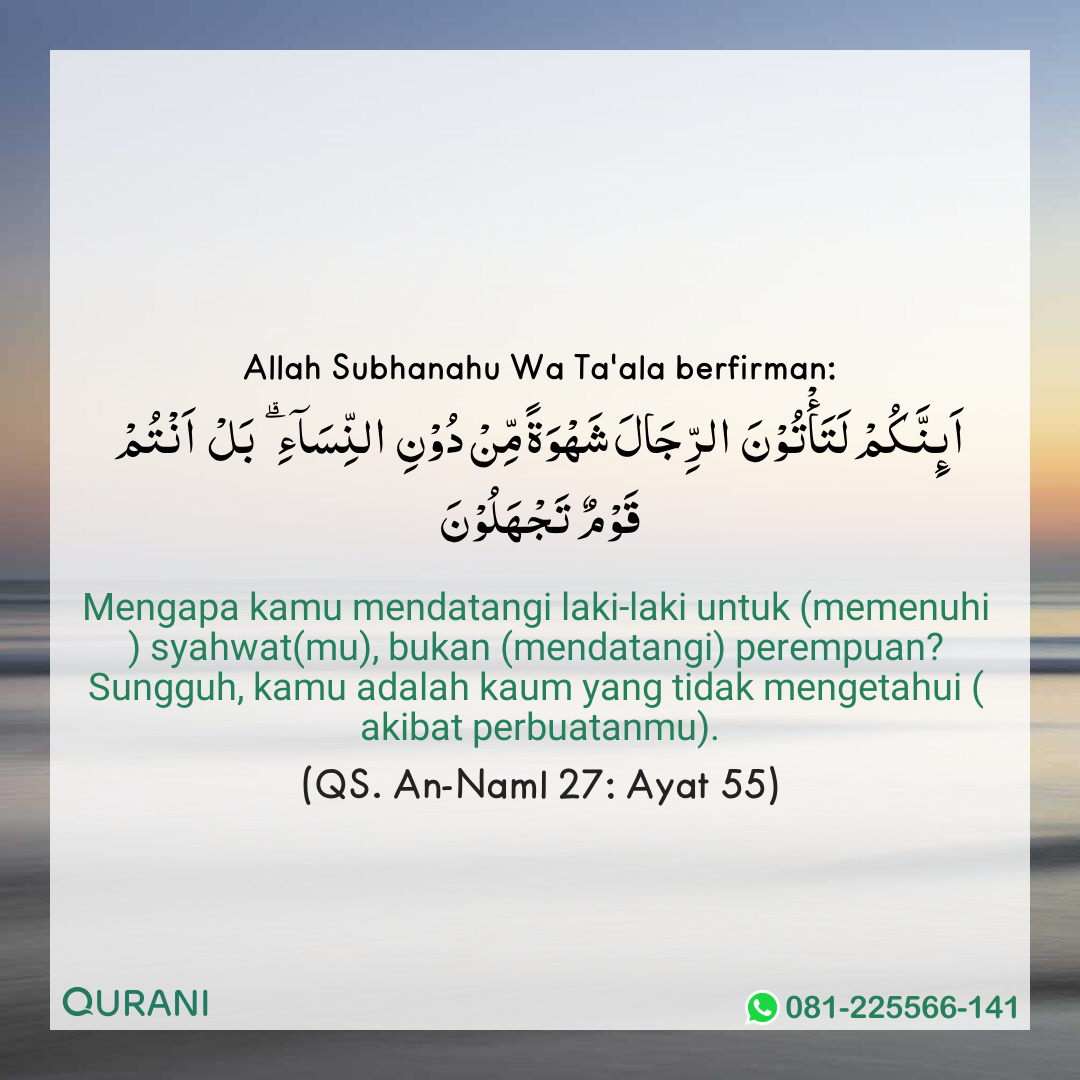 Allah Subhanahu Wa Ta'ala berfirman:
اَىِٕنَّكُمْ لَتَأْتُوْنَ الرِّجَالَ شَهْوَةً مِّنْ دُوْنِ النِّسَاۤءِ ۗ بَلْ اَنْتُمْ
قَوْمٌ تَجْهَلُوْنَ
Mengapa kamu mendatangi laki-laki untuk (memenuhi
) syahwat(mu), bukan (mendatangi) perempuan?
Sungguh, kamu adalah kaum yang tidak mengetahui (
akibat perbuatanmu).
(QS. An-Naml 27: Ayat 55)
QURANI
081-225566-141